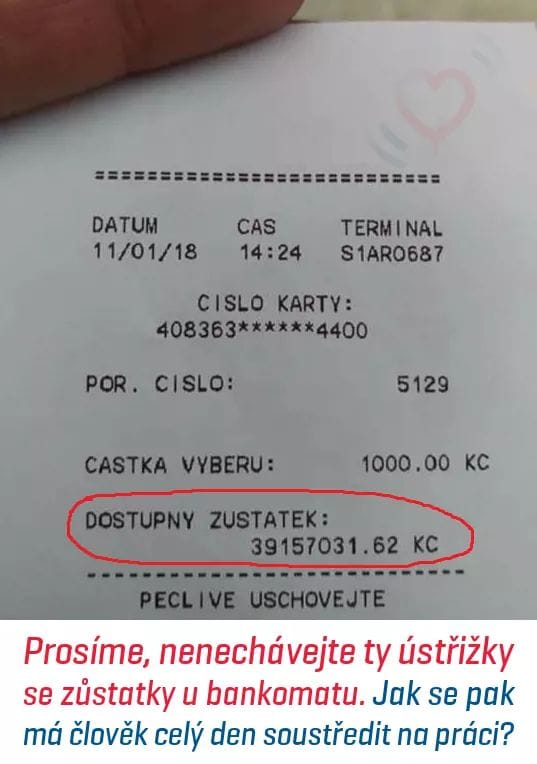 ================================
DATUM CAS TERMINAL
11/01/18 14:24 S1AR0687
CISLO KARTY:
408363******4400
POR. CISLO: 5129
CASTKA VYBERU: 1000.00 KC
DOSTUPNY ZUSTATEK:
39157031.62 KC
--------------------------------
PECLIVE USCHOVEJTE
Prosíme, nenechávejte ty ústřižky
se zůstatky u bankomatu. Jak se pak
má člověk celý den soustředit na práci?